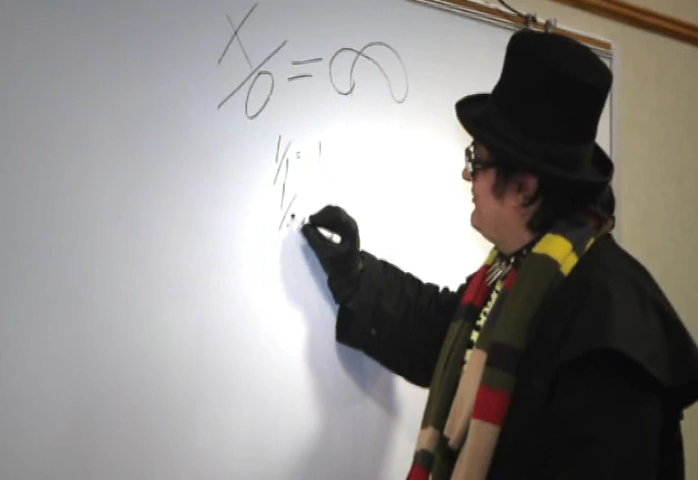 x/0 = ∞
1/1 = 1